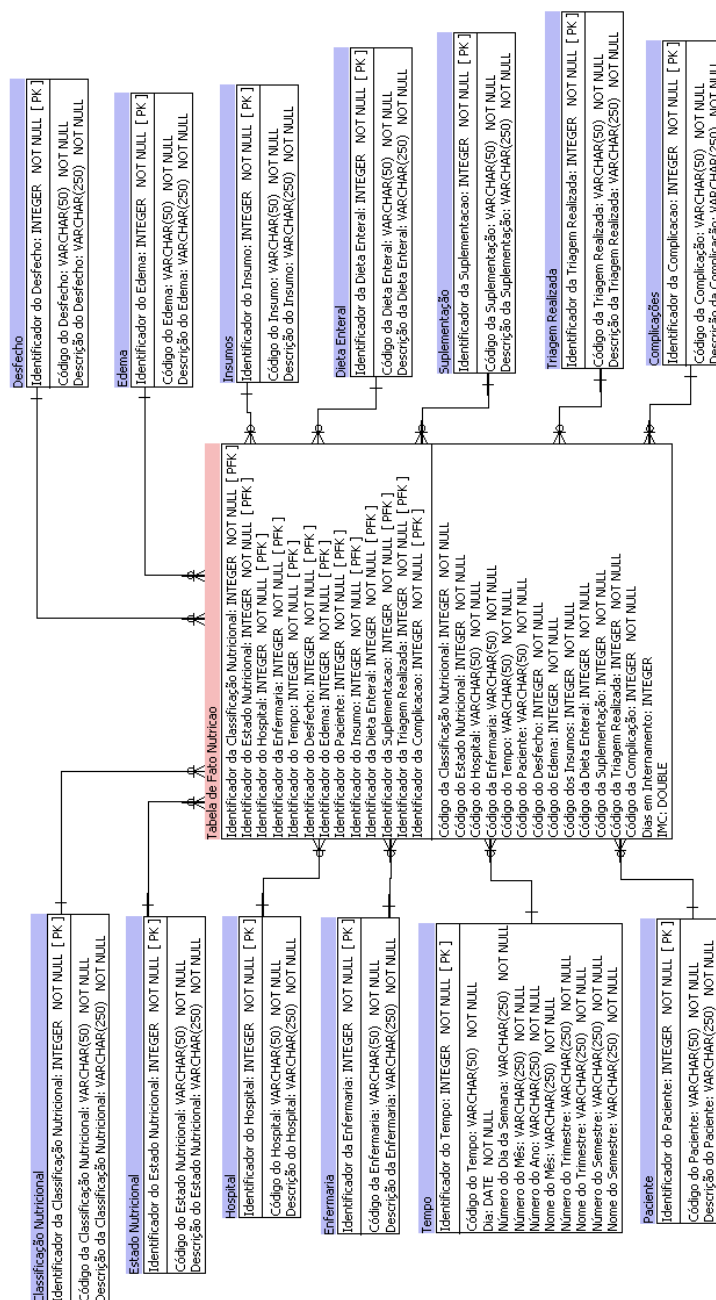 Desfecho
Identificador do Desfecho: INTEGER NOT NULL [ PK ]
Código do Desfecho: VARCHAR(50) NOT NULL
Descrição do Desfecho: VARCHAR(250) NOT NULL
Edema
Identificador do Edema: INTEGER NOT NULL [ PK ]
Código do Edema: VARCHAR(50) NOT NULL
Descrição do Edema: VARCHAR(250) NOT NULL
Insumos
Identificador do Insumo: INTEGER NOT NULL [ PK ]
Código do Insumo: VARCHAR(50) NOT NULL
Descrição do Insumo: VARCHAR(250) NOT NULL
Dieta Enteral
Identificador da Dieta Enteral: INTEGER NOT NULL [ PK ]
Código da Dieta Enteral: VARCHAR(50) NOT NULL
Descrição da Dieta Enteral: VARCHAR(250) NOT NULL
Suplementação
Identificador da Suplementacao: INTEGER NOT NULL [ PK ]
Código da Suplementação: VARCHAR(50) NOT NULL
Descrição da Suplementação: VARCHAR(250) NOT NULL
Triagem Realizada
Identificador da Triagem Realizada: INTEGER NOT NULL [ PK ]
Código da Triagem Realizada: VARCHAR(50) NOT NULL
Descrição da Triagem Realizada: VARCHAR(250) NOT NULL
Complicações
Identificador da Complicacao: INTEGER NOT NULL [ PK ]
Código da Complicação: VARCHAR(50) NOT NULL
Descrição da Complicação: VARCHAR(250) NOT NULL
Tabela de Fato Nutricao
Identificador da Classificação Nutricional: INTEGER NOT NULL [ PFK ]
Identificador do Estado Nutricional: INTEGER NOT NULL [ PFK ]
Identificador do Hospital: INTEGER NOT NULL [ PFK ]
Identificador da Enfermaria: INTEGER NOT NULL [ PFK ]
Identificador do Tempo: INTEGER NOT NULL [ PFK ]
Identificador do Desfecho: INTEGER NOT NULL [ PFK ]
Identificador do Edema: INTEGER NOT NULL [ PFK ]
Identificador do Paciente: INTEGER NOT NULL [ PFK ]
Identificador do Insumo: INTEGER NOT NULL [ PFK ]
Identificador da Dieta Enteral: INTEGER NOT NULL [ PFK ]
Identificador da Suplementacao: INTEGER NOT NULL [ PFK ]
Identificador da Triagem Realizada: INTEGER NOT NULL [ PFK ]
Identificador da Complicacao: INTEGER NOT NULL [ PFK ]
Código da Classificação Nutricional: INTEGER NOT NULL
Código do Estado Nutricional: INTEGER NOT NULL
Código do Hospital: VARCHAR(50) NOT NULL
Código da Enfermaria: VARCHAR(50) NOT NULL
Código do Tempo: VARCHAR(50) NOT NULL
Código do Paciente: VARCHAR(50) NOT NULL
Código do Desfecho: INTEGER NOT NULL
Código do Edema: INTEGER NOT NULL
Código dos Insumos: INTEGER NOT NULL
Código da Dieta Enteral: INTEGER NOT NULL
Código da Suplementação: INTEGER NOT NULL
Código da Triagem Realizada: INTEGER NOT NULL
Código da Complicação: INTEGER NOT NULL
Dias em Internamento: INTEGER
IMC: DOUBLE
Classificação Nutricional
Identificador da Classificação Nutricional: INTEGER NOT NULL [ PK ]
Código da Classificação Nutricional: VARCHAR(50) NOT NULL
Descrição da Classificação Nutricional: VARCHAR(250) NOT NULL
Estado Nutricional
Identificador do Estado Nutricional: INTEGER NOT NULL [ PK ]
Código do Estado Nutricional: VARCHAR(50) NOT NULL
Descrição do Estado Nutricional: VARCHAR(250) NOT NULL
Hospital
Identificador do Hospital: INTEGER NOT NULL [ PK ]
Código do Hospital: VARCHAR(50) NOT NULL
Descrição do Hospital: VARCHAR(250) NOT NULL
Enfermaria
Identificador da Enfermaria: INTEGER NOT NULL [ PK ]
Código da Enfermaria: VARCHAR(50) NOT NULL
Descrição da Enfermaria: VARCHAR(250) NOT NULL
Tempo
Identificador do Tempo: INTEGER NOT NULL [ PK ]
Código do Tempo: VARCHAR(50) NOT NULL
Dia: DATE NOT NULL
Número do Dia da Semana: VARCHAR(250) NOT NULL
Número do Mês: VARCHAR(250) NOT NULL
Número do Ano: VARCHAR(250) NOT NULL
Nome do Mês: VARCHAR(250) NOT NULL
Número do Trimestre: VARCHAR(250) NOT NULL
Nome do Trimestre: VARCHAR(250) NOT NULL
Número do Semestre: VARCHAR(250) NOT NULL
Nome do Semestre: VARCHAR(250) NOT NULL
Paciente
Identificador do Paciente: INTEGER NOT NULL [ PK ]
Código do Paciente: VARCHAR(50) NOT NULL
Descrição do Paciente: VARCHAR(250) NOT NULL